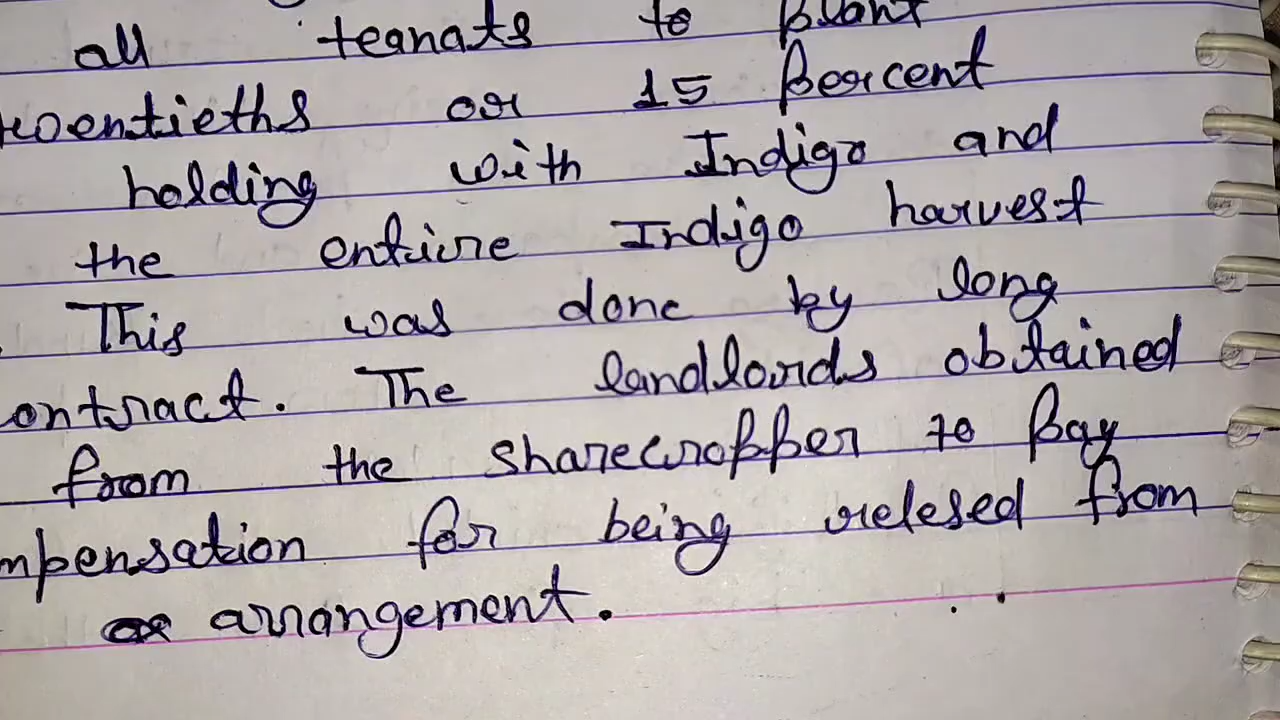 all teanats to plant
wentieths or 15 percent
holding with Indigo and
the entire Indigo harvest
This was done by long
ontract. The landlords obtained
from the sharecropper to pay
mpensation for being relesed from
arrangement.